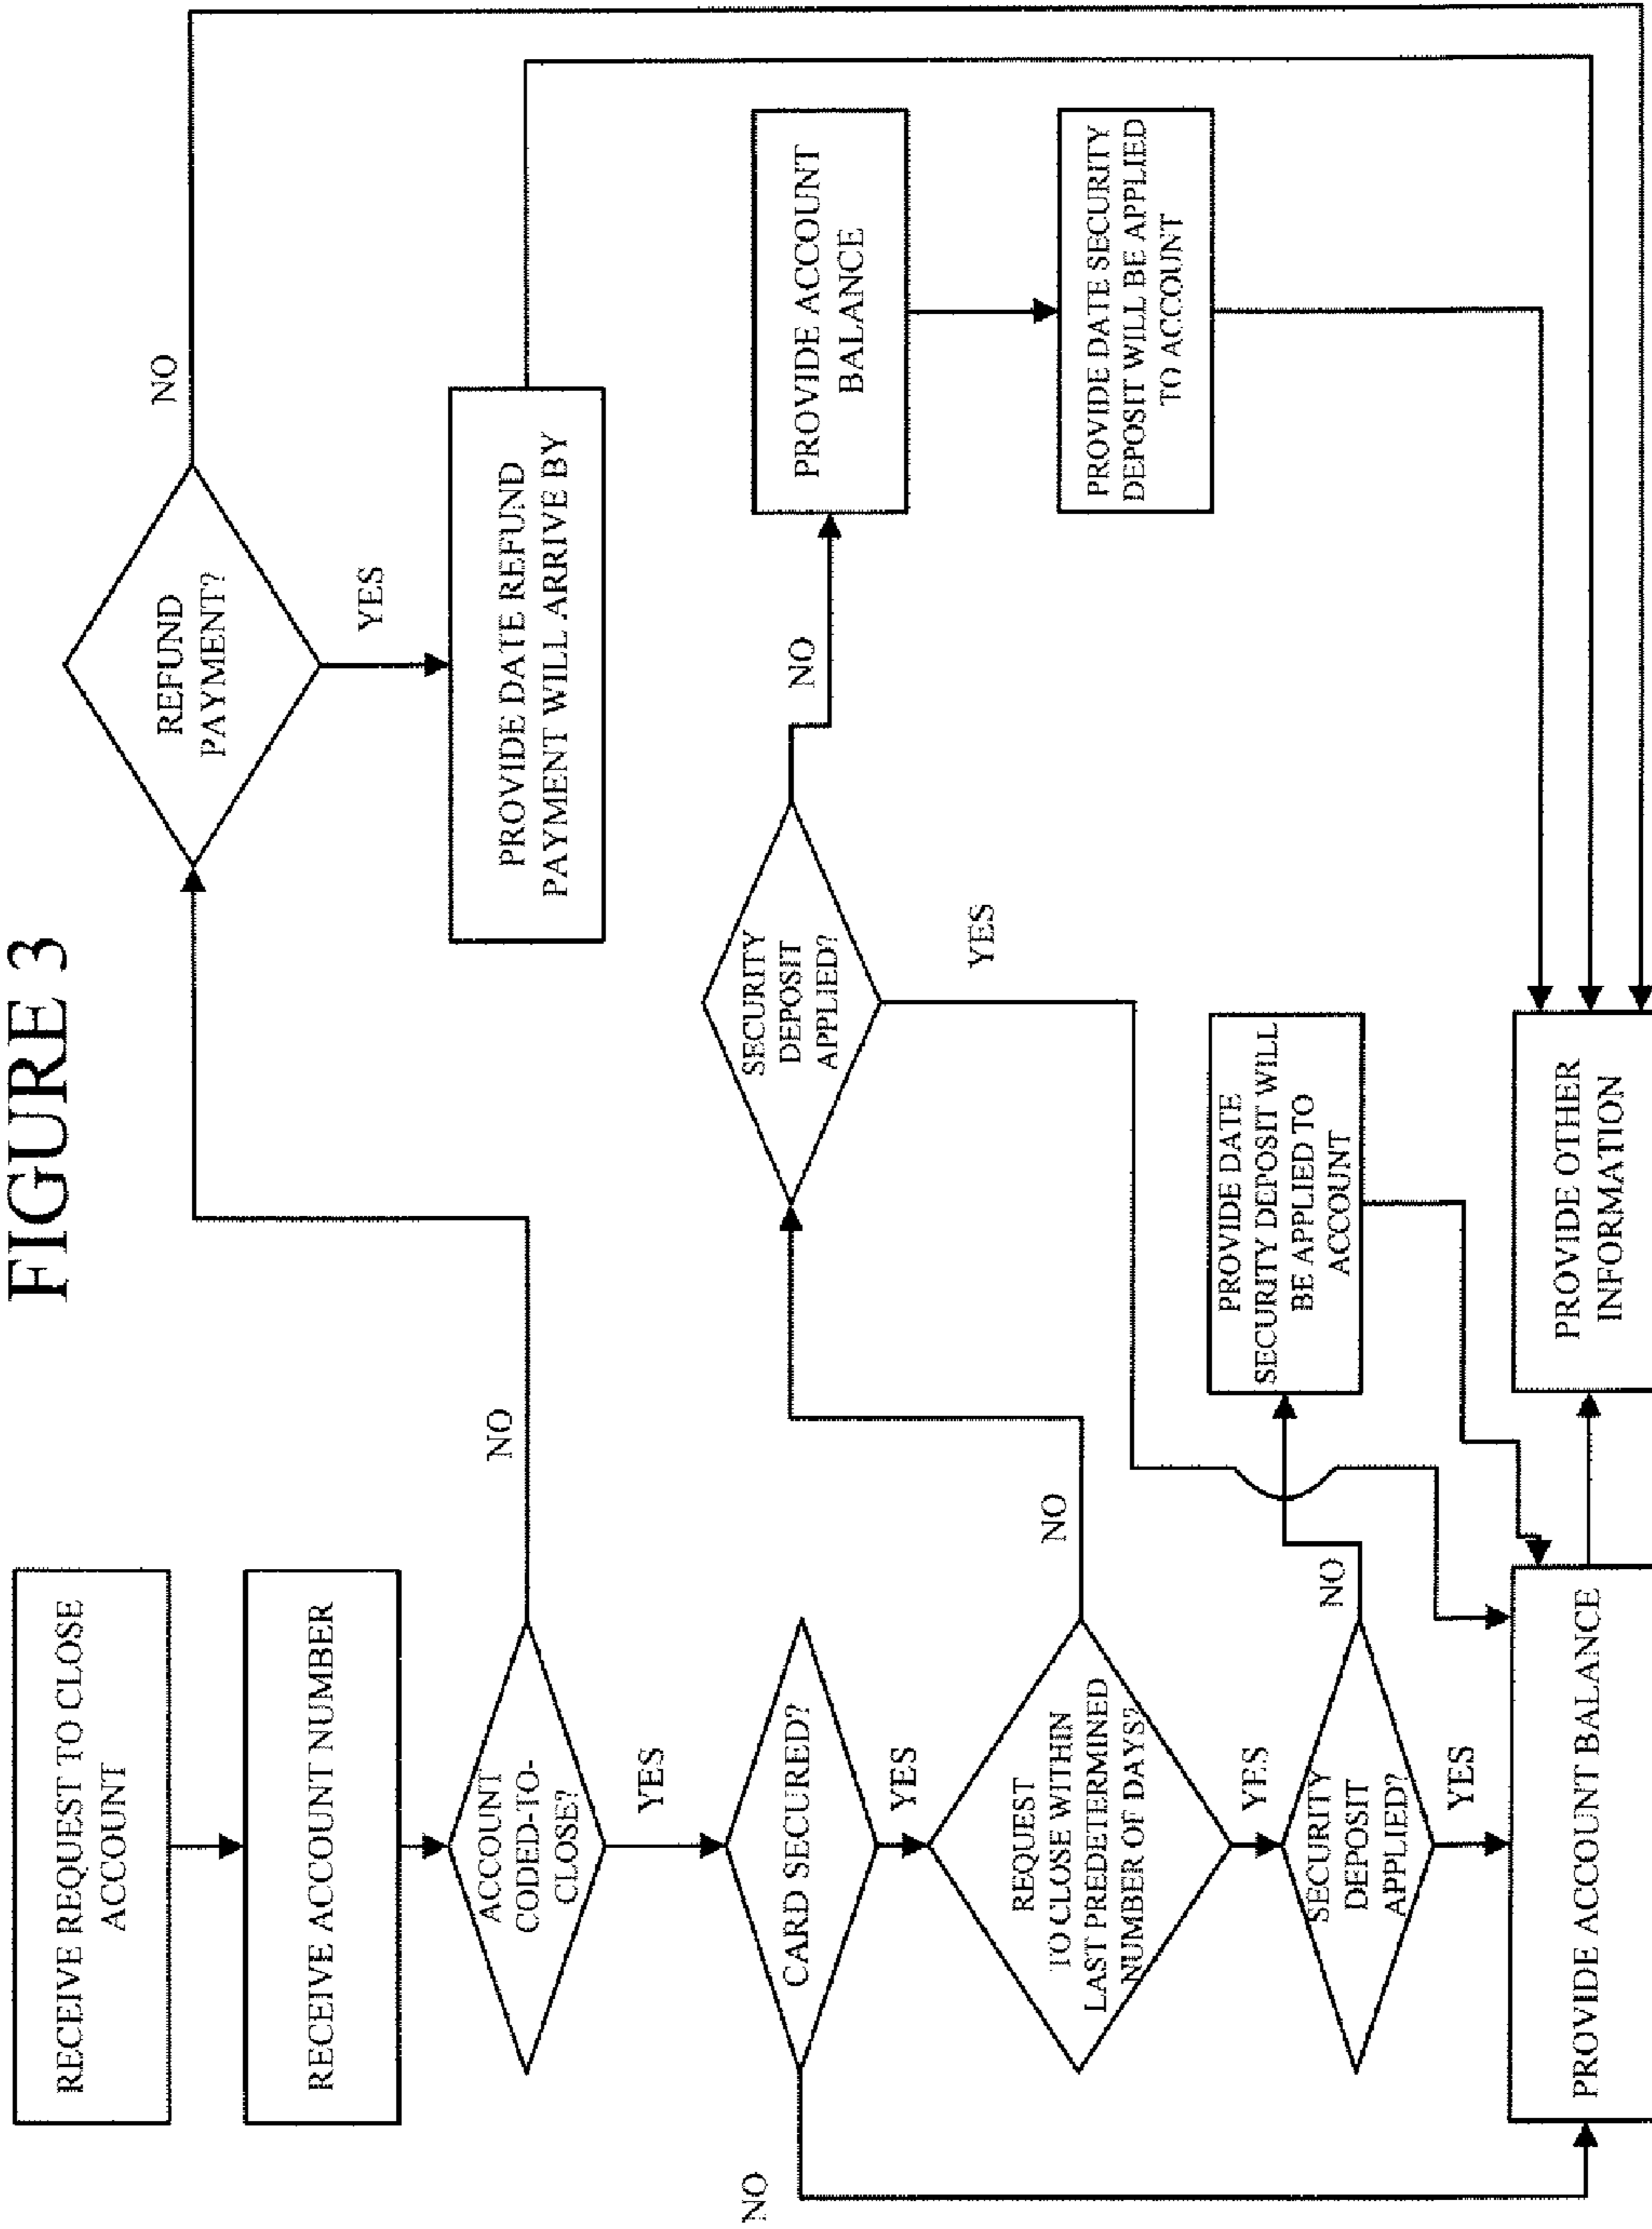 FIGURE 3
RECEIVE REQUEST TO CLOSE
ACCOUNT
RECEIVE ACCOUNT NUMBER
ACCOUNT
CODED-TO-
CLOSE?
NO
YES
REFUND
PAYMENT?
NO
YES
PROVIDE DATE REFUND
PAYMENT WILL ARRIVE BY
CARD SECURED?
NO
YES
REQUEST
TO CLOSE WITHIN
LAST PREDETERMINED
NUMBER OF DAYS?
NO
YES
SECURITY
DEPOSIT
APPLIED?
NO
YES
PROVIDE ACCOUNT
BALANCE
PROVIDE DATE SECURITY
DEPOSIT WILL BE APPLIED
TO ACCOUNT
SECURITY
DEPOSIT
APPLIED?
NO
YES
PROVIDE DATE
SECURITY DEPOSIT WILL
BE APPLIED TO
ACCOUNT
PROVIDE ACCOUNT BALANCE
PROVIDE OTHER
INFORMATION